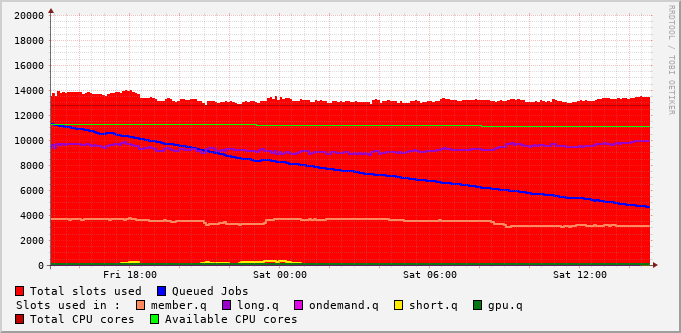 20000
18000
16000
14000
12000
10000
8000
6000
4000
2000
0
Fri 18:00 Sat 00:00 Sat 06:00 Sat 12:00
RRDTOOL / TOBI OETIKER
Total slots used Queued Jobs
Slots used in : member.q long.q ondemand.q short.q gpu.q
Total CPU cores Available CPU cores